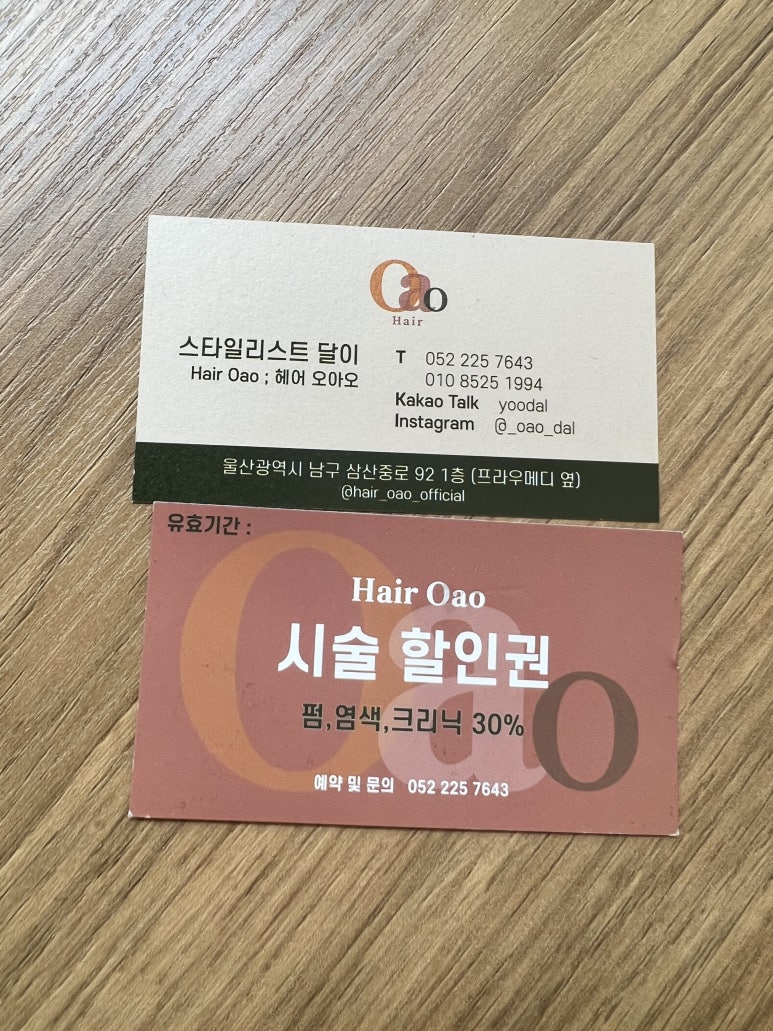 Oao
Hair
스타일리스트 달이
Hair Oao ; 헤어 오아오
T 052 225 7643
010 8525 1994
Kakao Talk yoodal
Instagram @_oao_dal
울산광역시 남구 삼산중로 92 1층 (프라우메디 옆)
@hair_oao_official
유효기간 :
Oao
Hair Oao
시술 할인권
펌,염색,크리닉 30%
예약 및 문의 052 225 7643